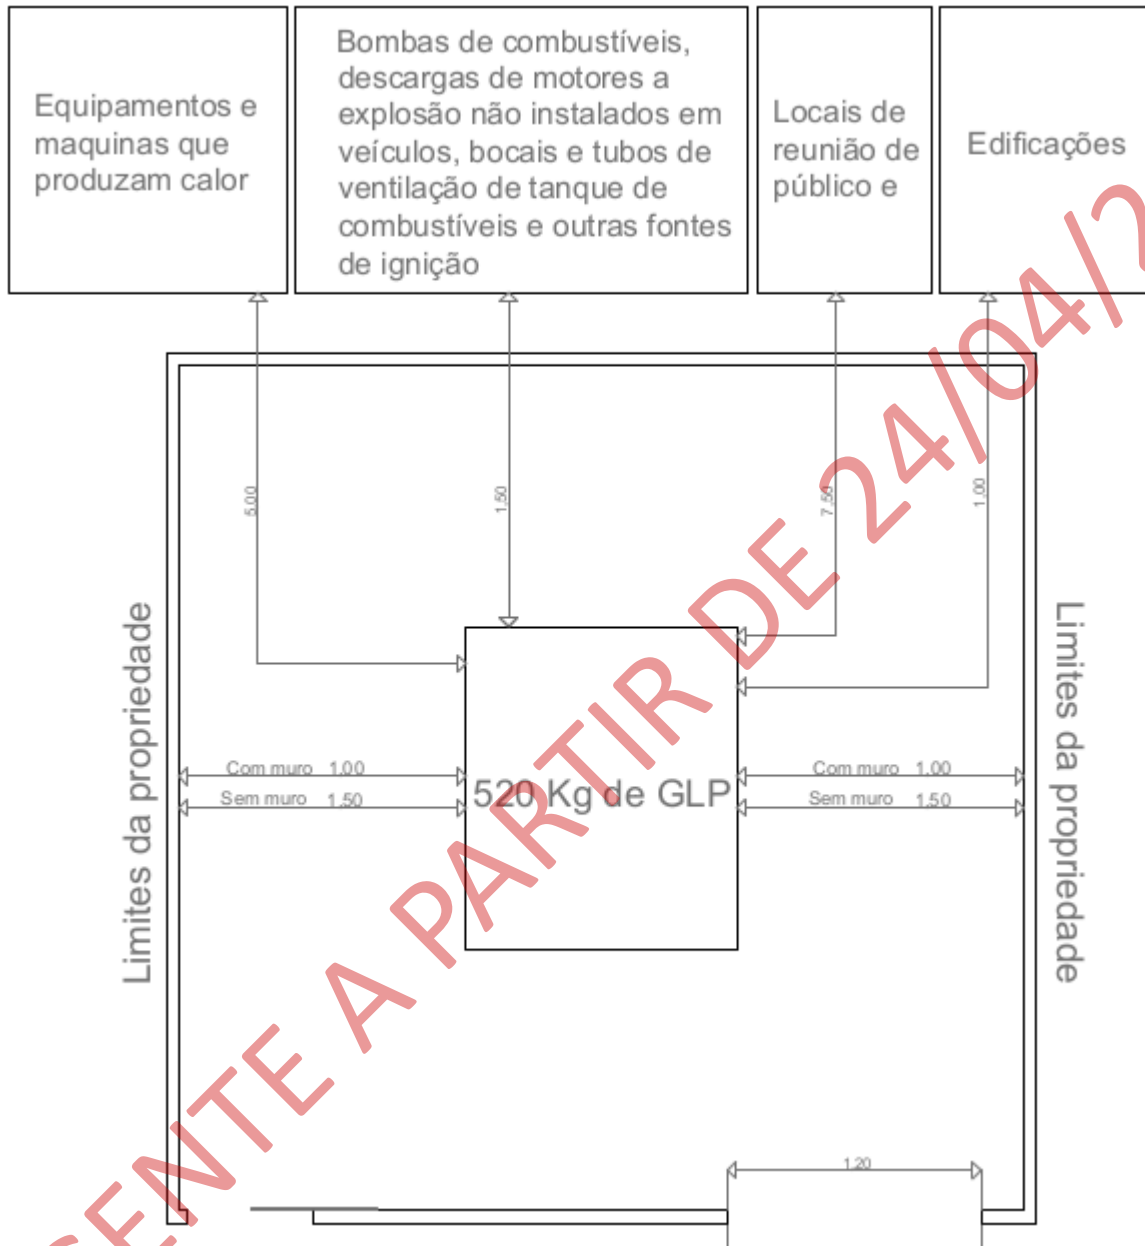 Equipamentos e
maquinas que
produzam calor
Bombas de combustíveis,
descargas de motores a
explosão não instalados em
veículos, bocais e tubos de
ventilação de tanque de
combustíveis e outras fontes
de ignição
Locais de
reunião de
público e
Edificações
5,00
1,50
7,50
1,00
Limites da propriedade
Limites da propriedade
Com muro 1,00
Sem muro 1,50
520 Kg de GLP
Com muro 1,00
Sem muro 1,50
1,20
SENTE A PARTIR DE 24/04/2